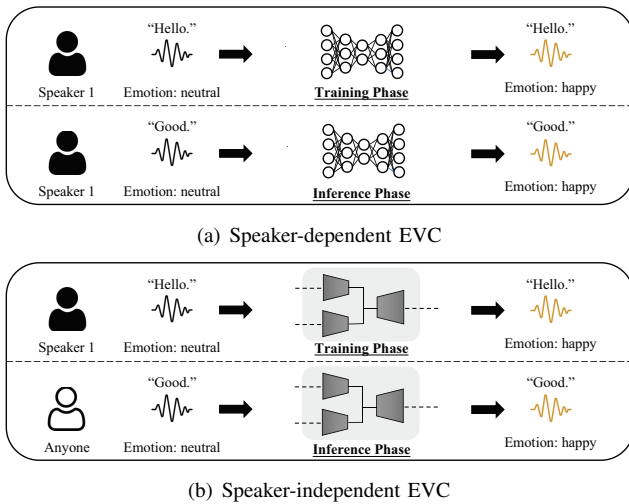 “Hello.” “Hello.”
Speaker 1 Emotion: neutral Training Phase Emotion: happy
“Good.” “Good.”
Speaker 1 Emotion: neutral Inference Phase Emotion: happy
(a) Speaker-dependent EVC
“Hello.” “Hello.”
Speaker 1 Emotion: neutral Training Phase Emotion: happy
“Good.” “Good.”
Anyone Emotion: neutral Inference Phase Emotion: happy
(b) Speaker-independent EVC